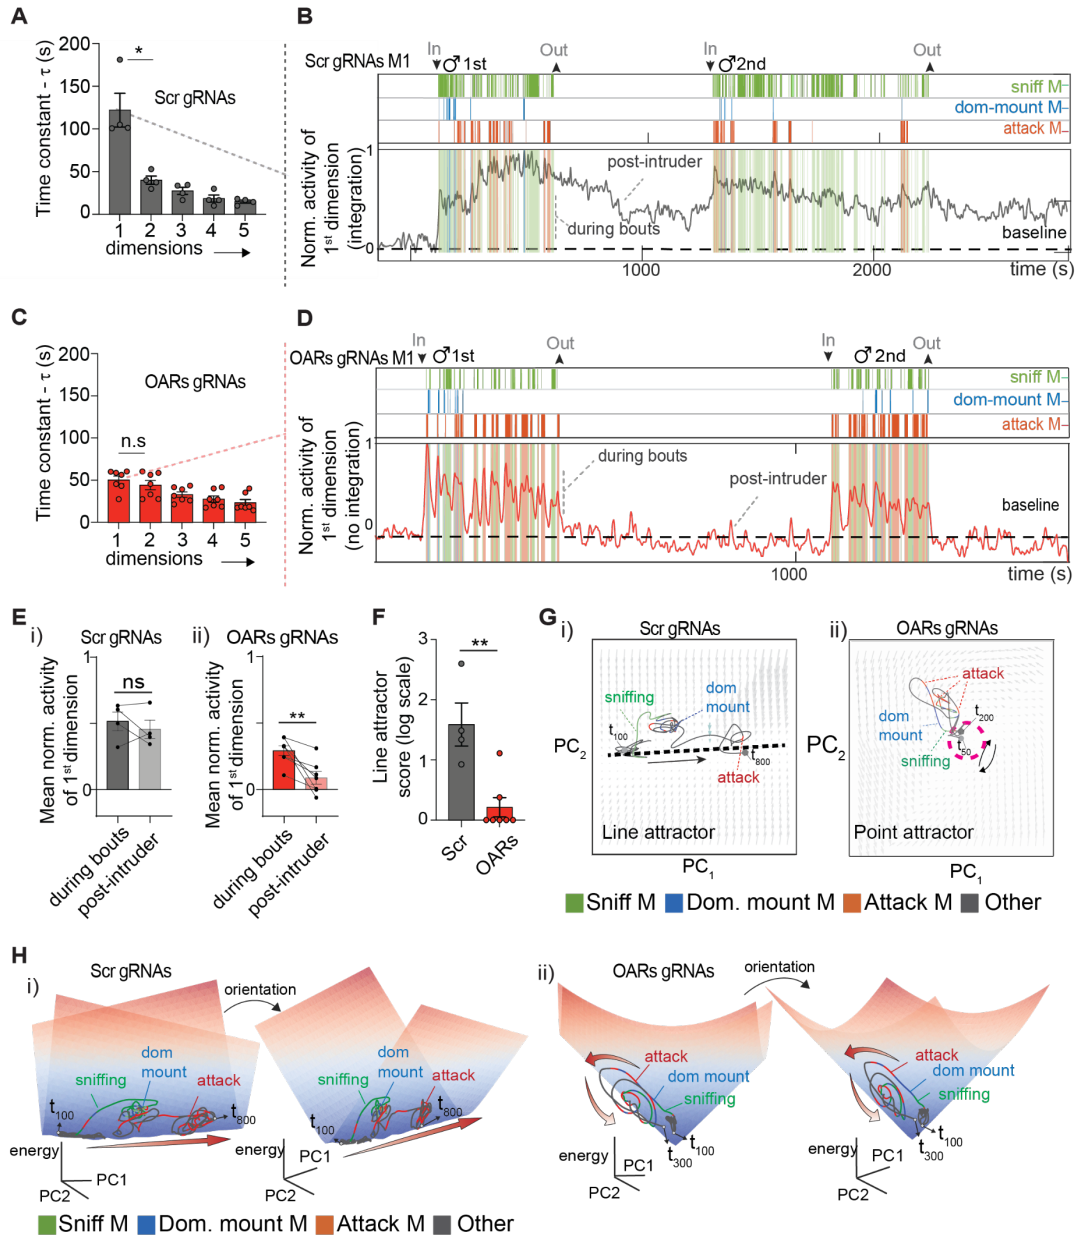 A
Time constant - τ (s)
200
150
100
50
0
*
Scr gRNAs
1 2 3 4 5
dimensions
B
Scr gRNAs M1
In
♂ 1st
Out
In
♂ 2nd
Out
sniff M
dom-mount M
attack M
Norm. activity of
1st dimension
(integration)
1
0
post-intruder
during bouts
baseline
1000
2000
time (s)
C
Time constant - τ (s)
200
150
100
50
0
OARs gRNAs
n.s
1 2 3 4 5
dimensions
D
OARs gRNAs M1
In
♂ 1st
Out
In
♂ 2nd
Out
sniff M
dom-mount M
attack M
Norm. activity of
1st dimension
(no integration)
1
0
during bouts
post-intruder
baseline
1000
time (s)
E
i)
Scr gRNAs
Mean norm. activity
of 1st dimension
1
0
ns
during bouts
post-intruder
ii)
OARs gRNAs
Mean norm. activity
of 1st dimension
1
0
**
during bouts
post-intruder
F
Line attractor
score (log scale)
3
2
1
0
**
Scr
OARs
G
i)
Scr gRNAs
PC2
sniffing
dom
mount
t100
t800
attack
Line attractor
PC1
ii)
OARs gRNAs
PC2
attack
dom
mount
t200
t50
sniffing
Point attractor
PC1
Sniff M
Dom. mount M
Attack M
Other
H
i)
Scr gRNAs
orientation
dom
mount
sniffing
attack
t100
t800
energy
PC1
PC2
dom
mount
sniffing
attack
t100
t800
energy
PC1
PC2
ii)
OARs gRNAs
orientation
attack
dom mount
sniffing
t100
t300
energy
PC1
PC2
attack
dom mount
sniffing
t100
t300
energy
PC1
PC2
Sniff M
Dom. mount M
Attack M
Other